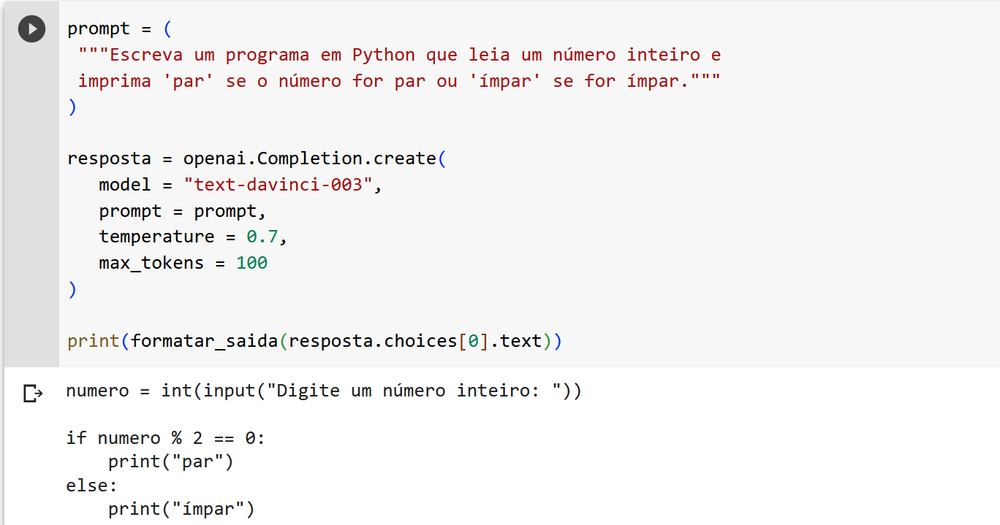 prompt = (
"""Escreva um programa em Python que leia um número inteiro e
imprima 'par' se o número for par ou 'ímpar' se for ímpar."""
)
resposta = openai.Completion.create(
model = "text-davinci-003",
prompt = prompt,
temperature = 0.7,
max_tokens = 100
)
print(formatar_saida(resposta.choices[0].text))
numero = int(input("Digite um número inteiro: "))
if numero % 2 == 0:
print("par")
else:
print("ímpar")